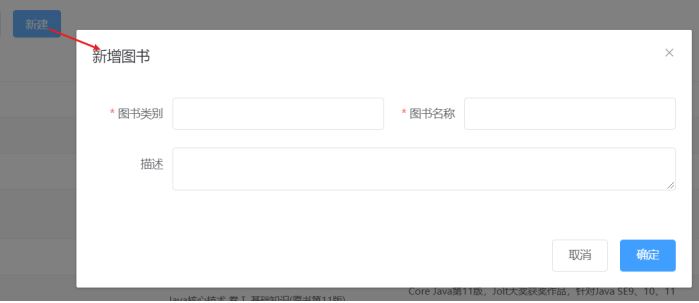 新建
新增图书
* 图书类别
* 图书名称
描述
取消
确定
Core Java第11版，Jolt大奖获奖作品，针对Java SE9、10、11
Java核心技术 卷 I 基础知识(原书第11版)